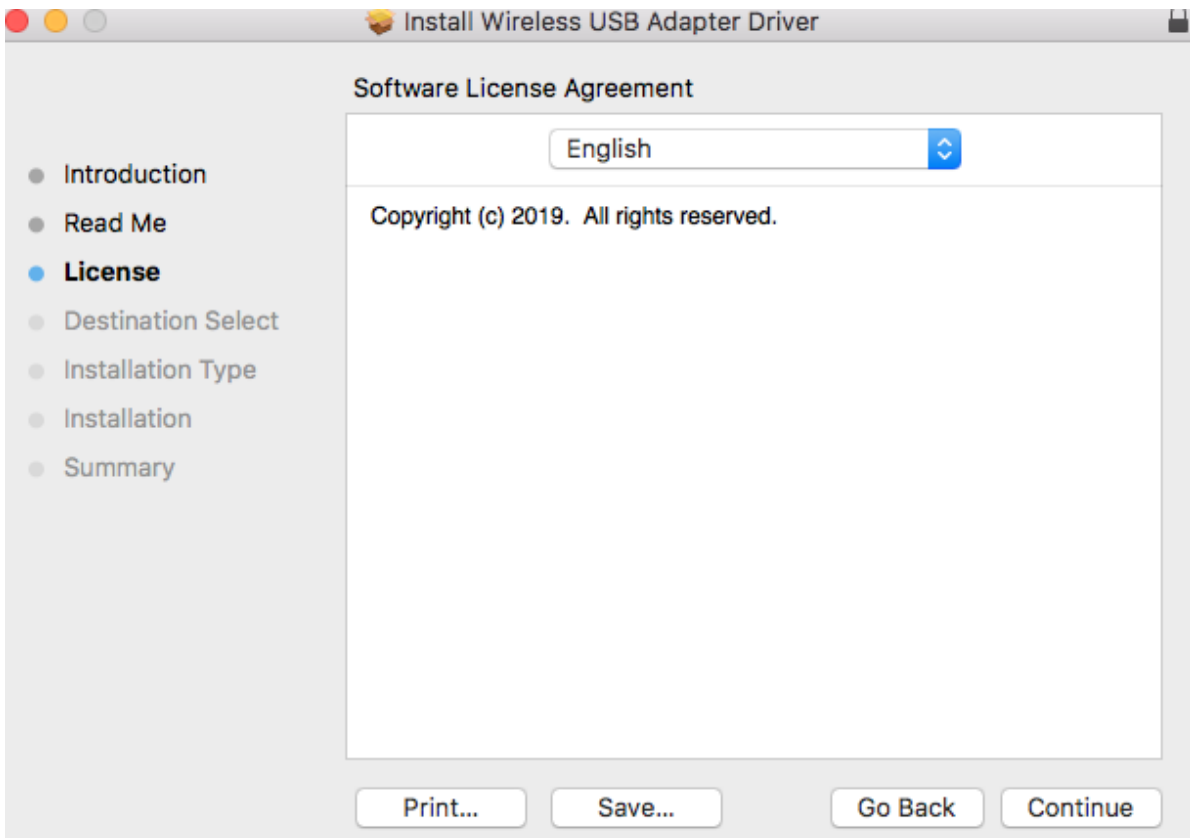 Install Wireless USB Adapter Driver
Software License Agreement
English
Introduction
Read Me
License
Destination Select
Installation Type
Installation
Summary
Copyright (c) 2019.  All rights reserved.
Print...
Save...
Go Back
Continue